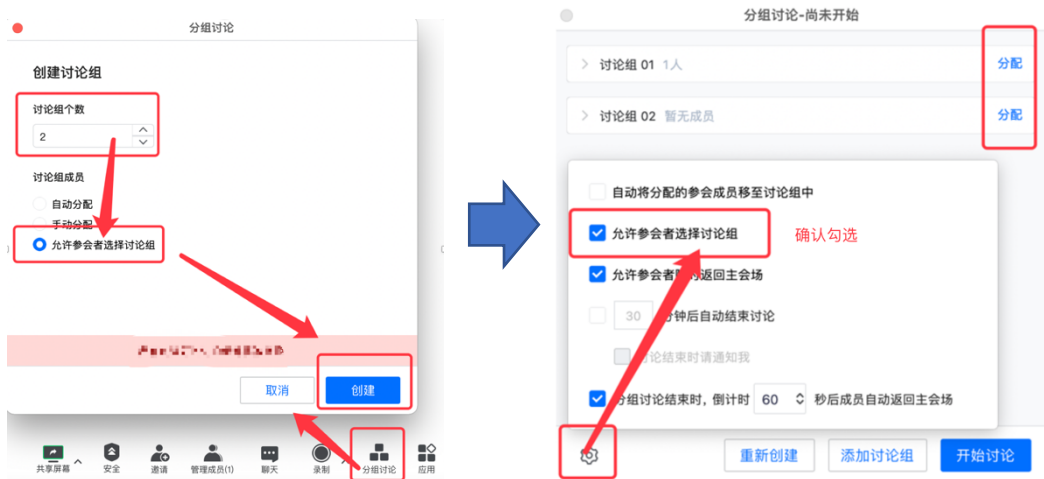 分组讨论
创建讨论组
讨论组个数
2
讨论组成员
自动分配
手动分配
允许参会者选择讨论组
取消
创建
共享屏幕
安全
邀请
管理成员(1)
聊天
录制
分组讨论
应用
分组讨论-尚未开始
讨论组 01 1人
分配
讨论组 02 暂无成员
分配
自动将分配的参会成员移至讨论组中
允许参会者选择讨论组
确认勾选
允许参会者随时返回主会场
30 分钟后自动结束讨论
讨论结束时请通知我
分组讨论结束时, 倒计时 60 秒后成员自动返回主会场
重新创建
添加讨论组
开始讨论